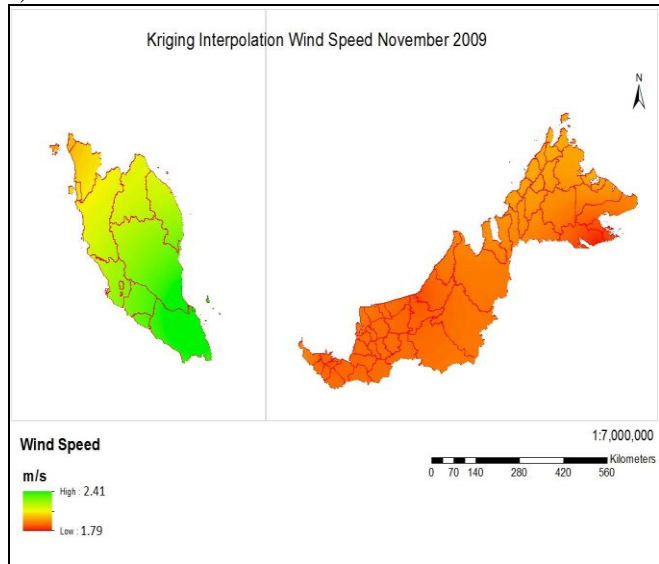 Kriging Interpolation Wind Speed November 2009
N
Wind Speed
m/s
High : 2.41
Low : 1.79
1:7,000,000
Kilometers
0 70 140 280 420 560